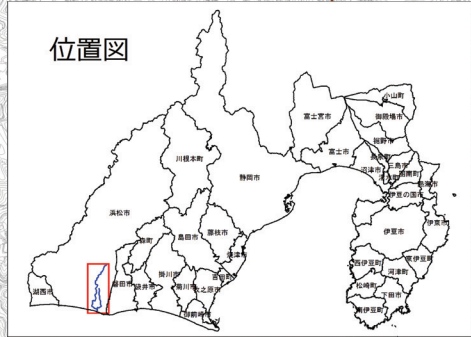 位置図
小山町
御殿場市
富士宮市
裾野市
富士市
長泉町
三島市
沼津市
函南町
清水町
熱海市
伊豆の国市
川根本町
静岡市
伊東市
伊豆市
浜松市
藤枝市
島田市
森町
焼津市
西伊豆町
東伊豆町
河津町
掛川市
吉田町
湖西市
磐田市
袋井市
菊川市
牧之原市
松崎町
下田市
御前崎市
南伊豆町